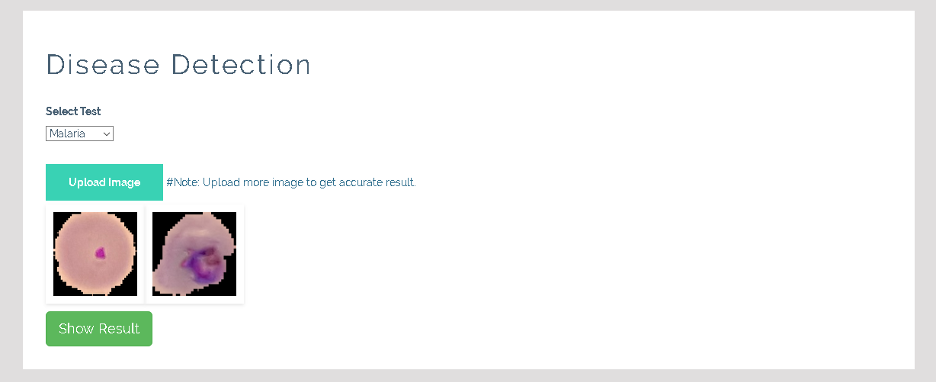 Disease Detection
Select Test
Malaria
Upload Image #Note: Upload more image to get accurate result.
Show Result